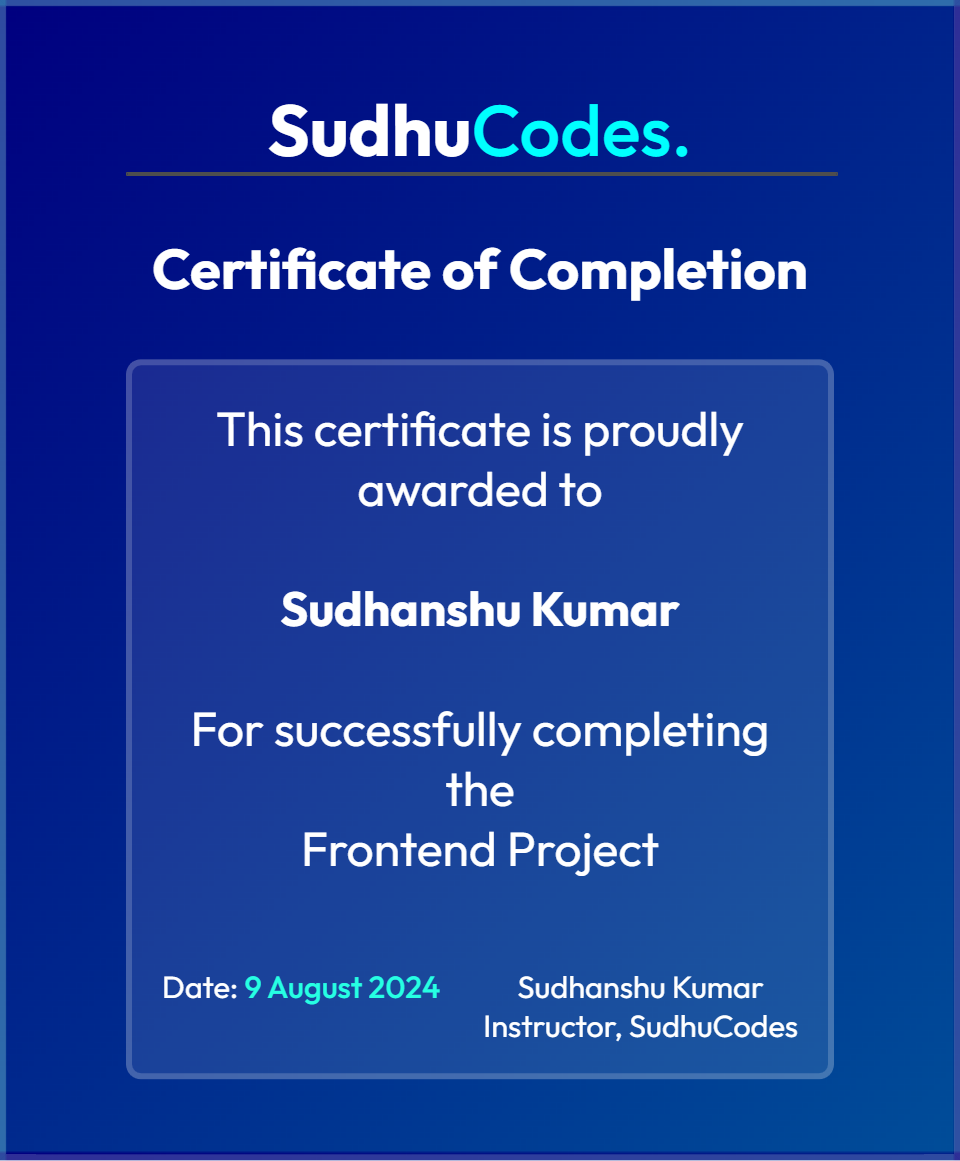 SudhuCodes.
Certificate of Completion
This certificate is proudly
awarded to
Sudhanshu Kumar
For successfully completing
the
Frontend Project
Date: 9 August 2024
Sudhanshu Kumar
Instructor, SudhuCodes